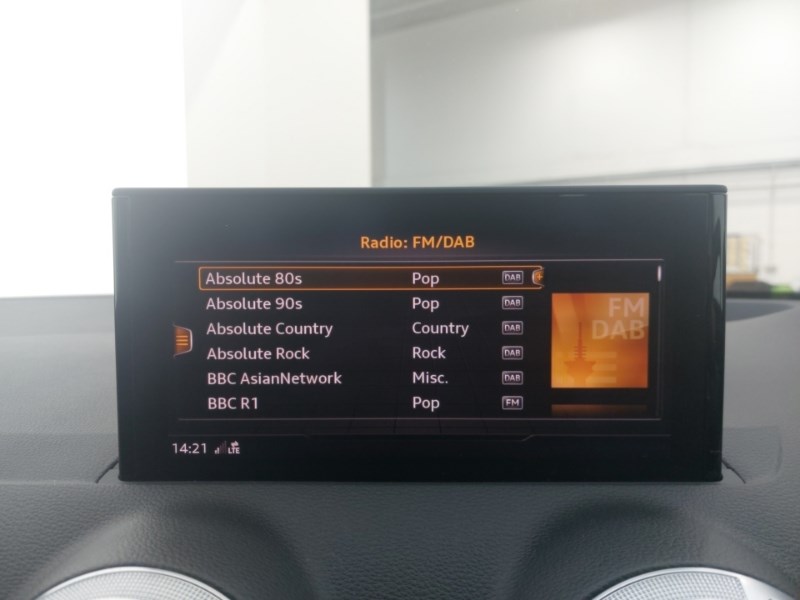 Radio: FM/DAB
Absolute 80s Pop DAB
Absolute 90s Pop DAB
Absolute Country Country DAB
Absolute Rock Rock DAB
BBC AsianNetwork Misc. DAB
BBC R1 Pop FM
FM
DAB
14:21 LTE